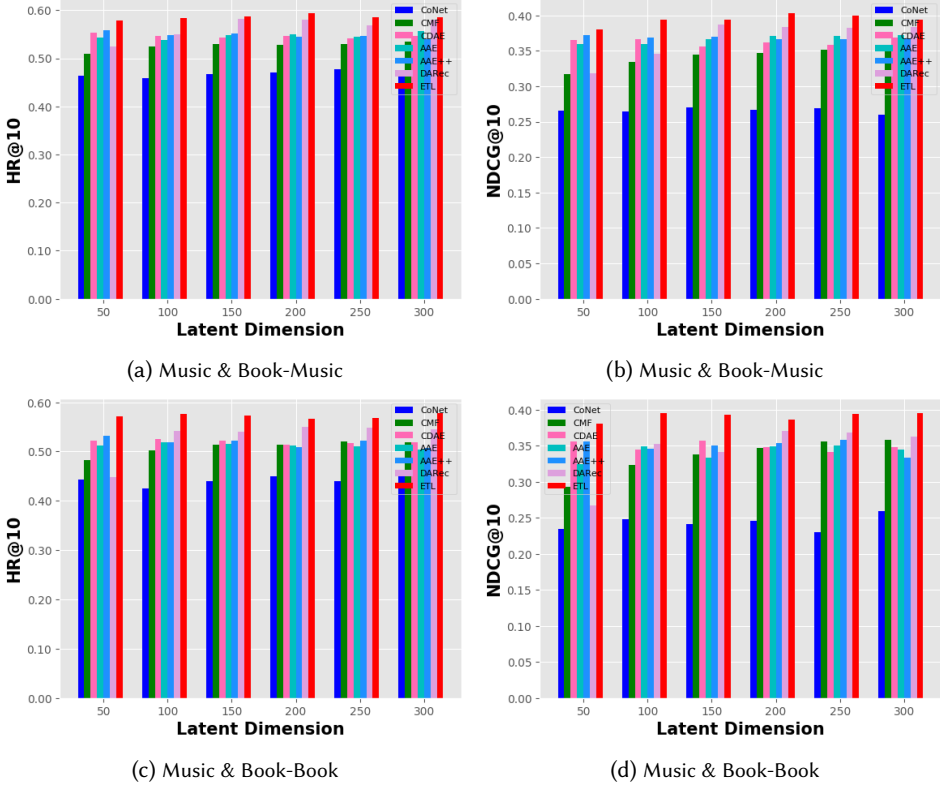 HR@10
0.60
0.50
0.40
0.30
0.20
0.10
0.00
50 100 150 200 250 300
Latent Dimension
CoNet
CMF
CDAE
AAE
AAE++
DARec
ETL
(a) Music & Book-Music
NDCG@10
0.40
0.35
0.30
0.25
0.20
0.15
0.10
0.05
0.00
50 100 150 200 250 300
Latent Dimension
CoNet
CMF
CDAE
AAE
AAE++
DARec
ETL
(b) Music & Book-Music
HR@10
0.60
0.50
0.40
0.30
0.20
0.10
0.00
50 100 150 200 250 300
Latent Dimension
CoNet
CMF
CDAE
AAE
AAE++
DARec
ETL
(c) Music & Book-Book
NDCG@10
0.40
0.35
0.30
0.25
0.20
0.15
0.10
0.05
0.00
50 100 150 200 250 300
Latent Dimension
CoNet
CMF
CDAE
AAE
AAE++
DARec
ETL
(d) Music & Book-Book